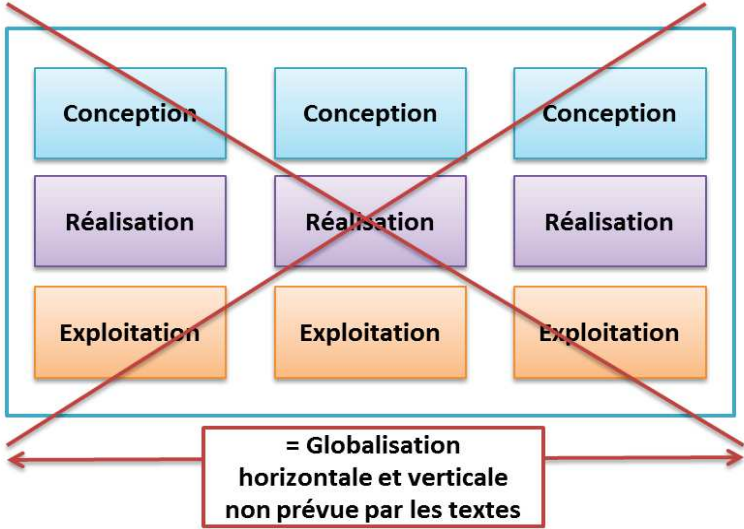 Conception Conception Conception
Réalisation Réalisation Réalisation
Exploitation Exploitation Exploitation
= Globalisation
horizontale et verticale
non prévue par les textes